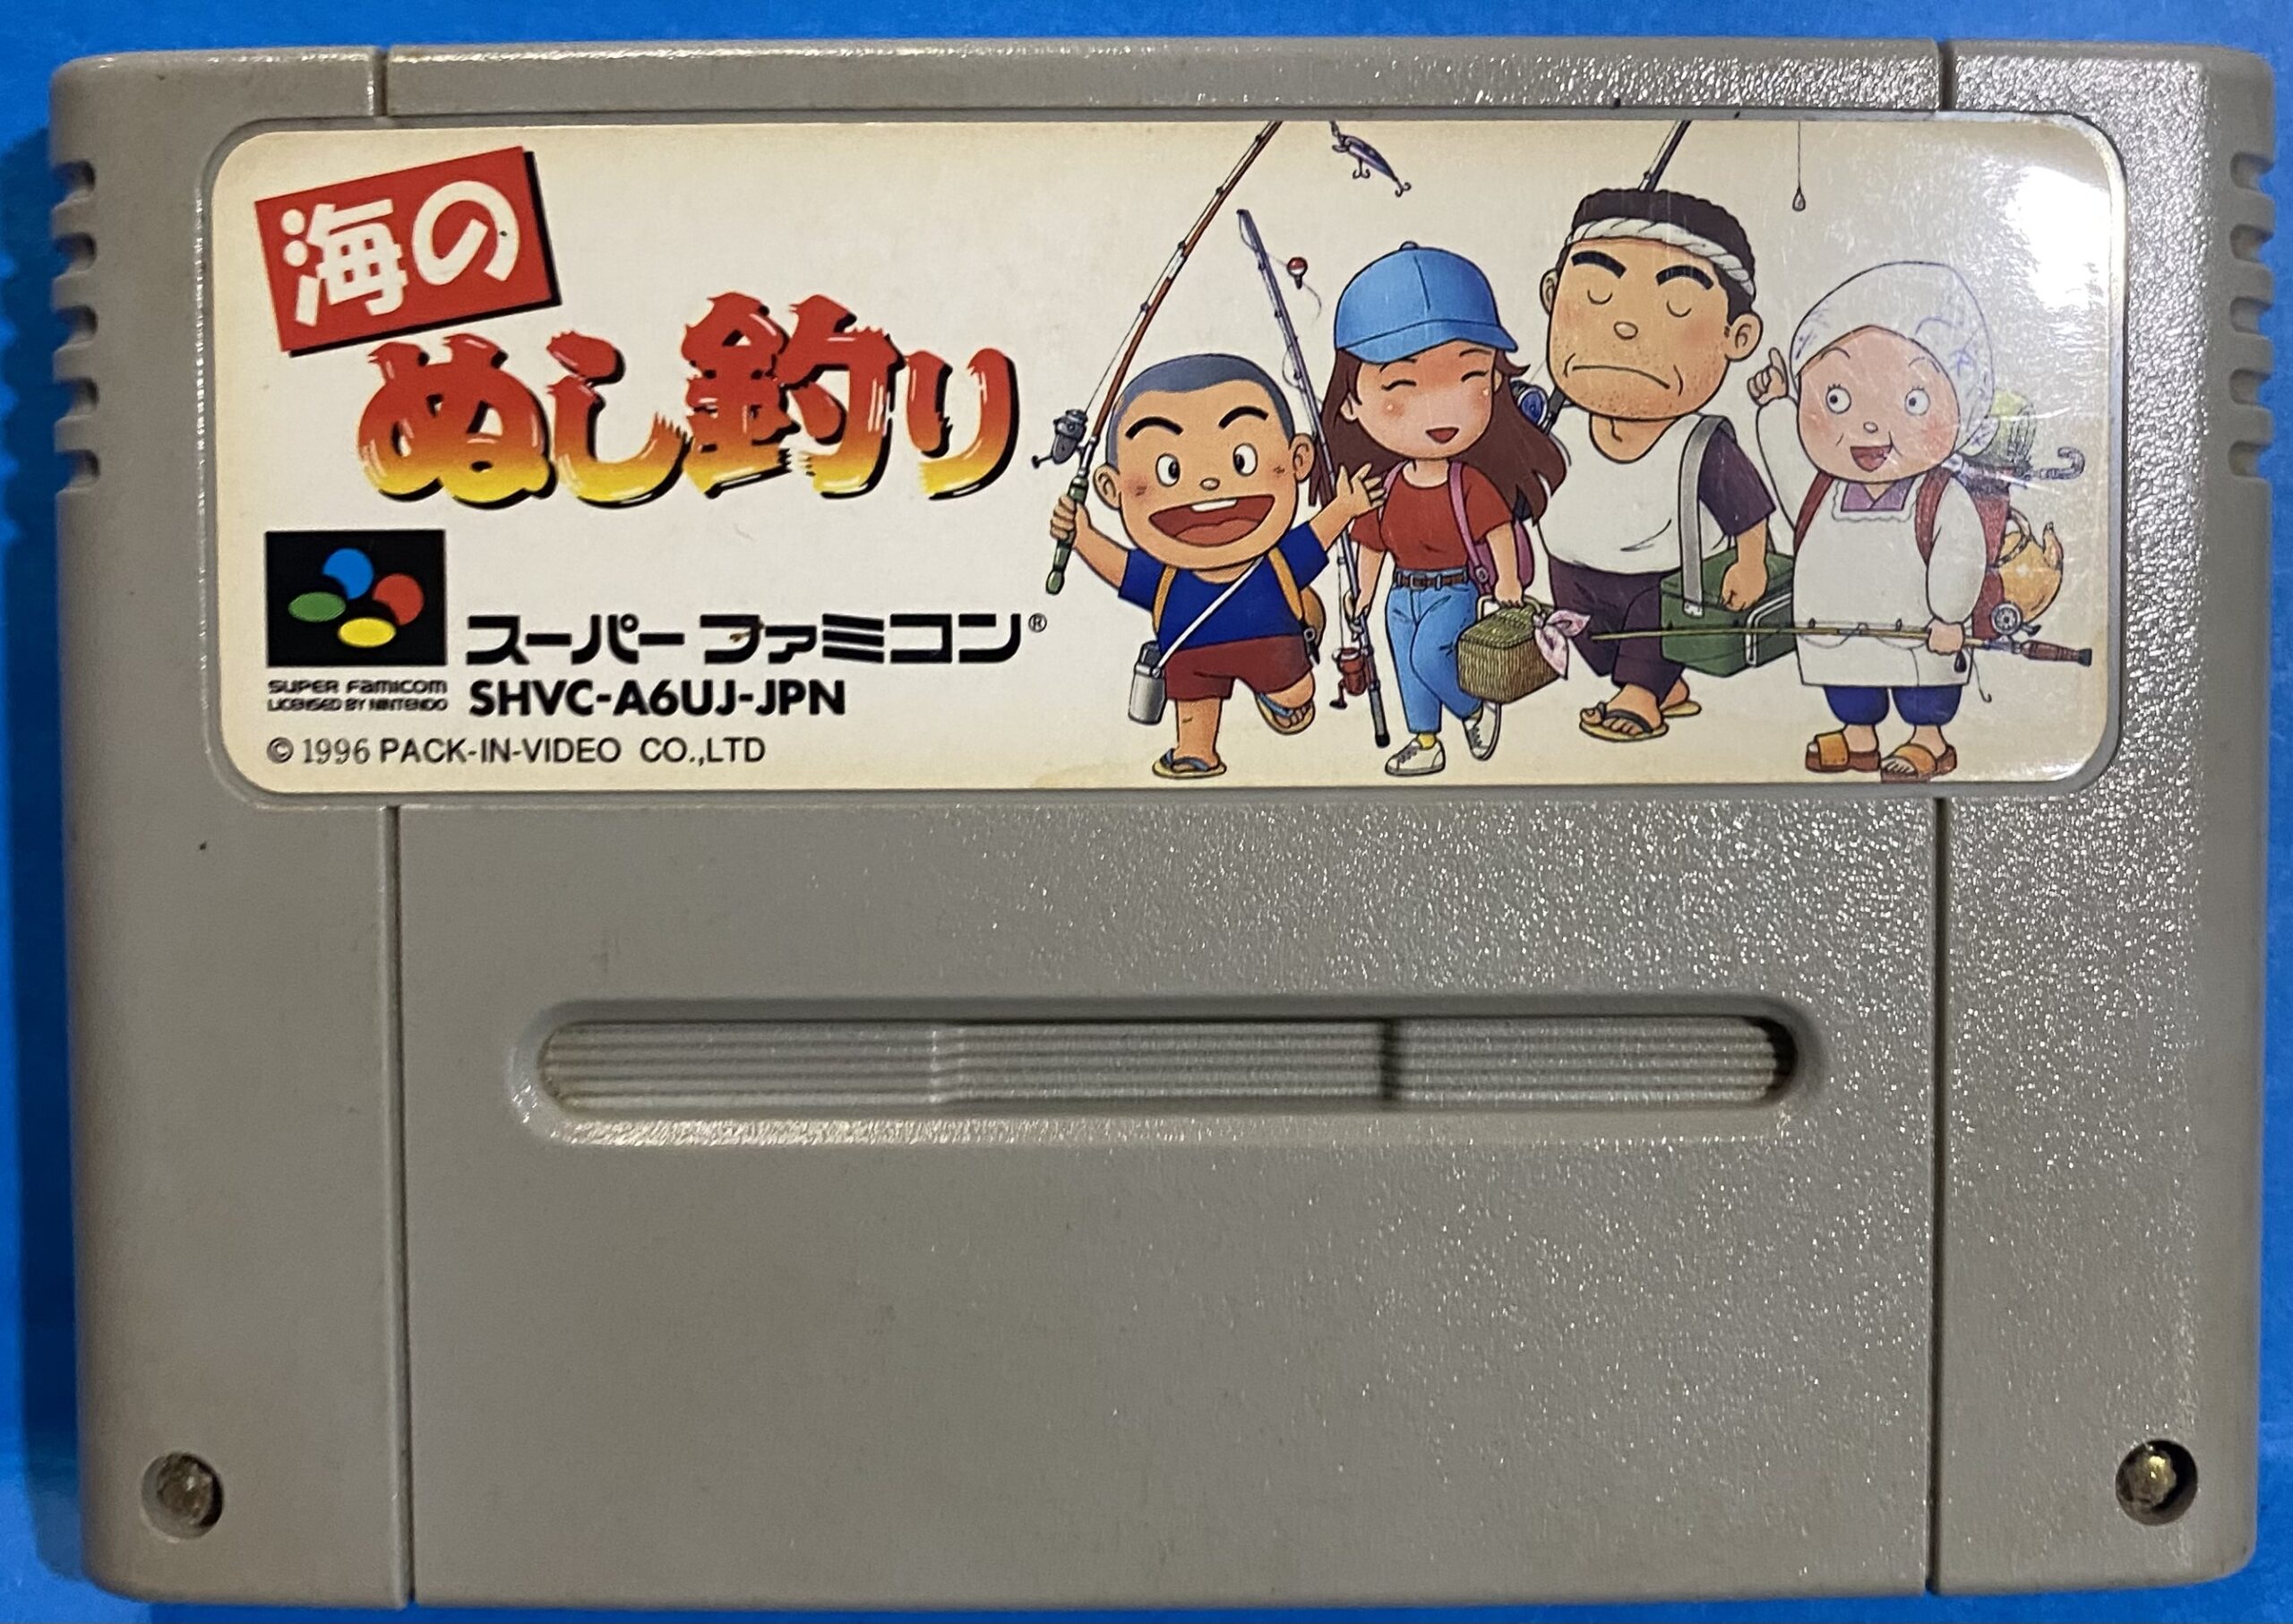 海の
ぬし釣り
スーパーファミコン®
SUPER FAMICOM
LICENSED BY NINTENDO
SHVC-A6UJ-JPN
© 1996 PACK-IN-VIDEO CO.,LTD